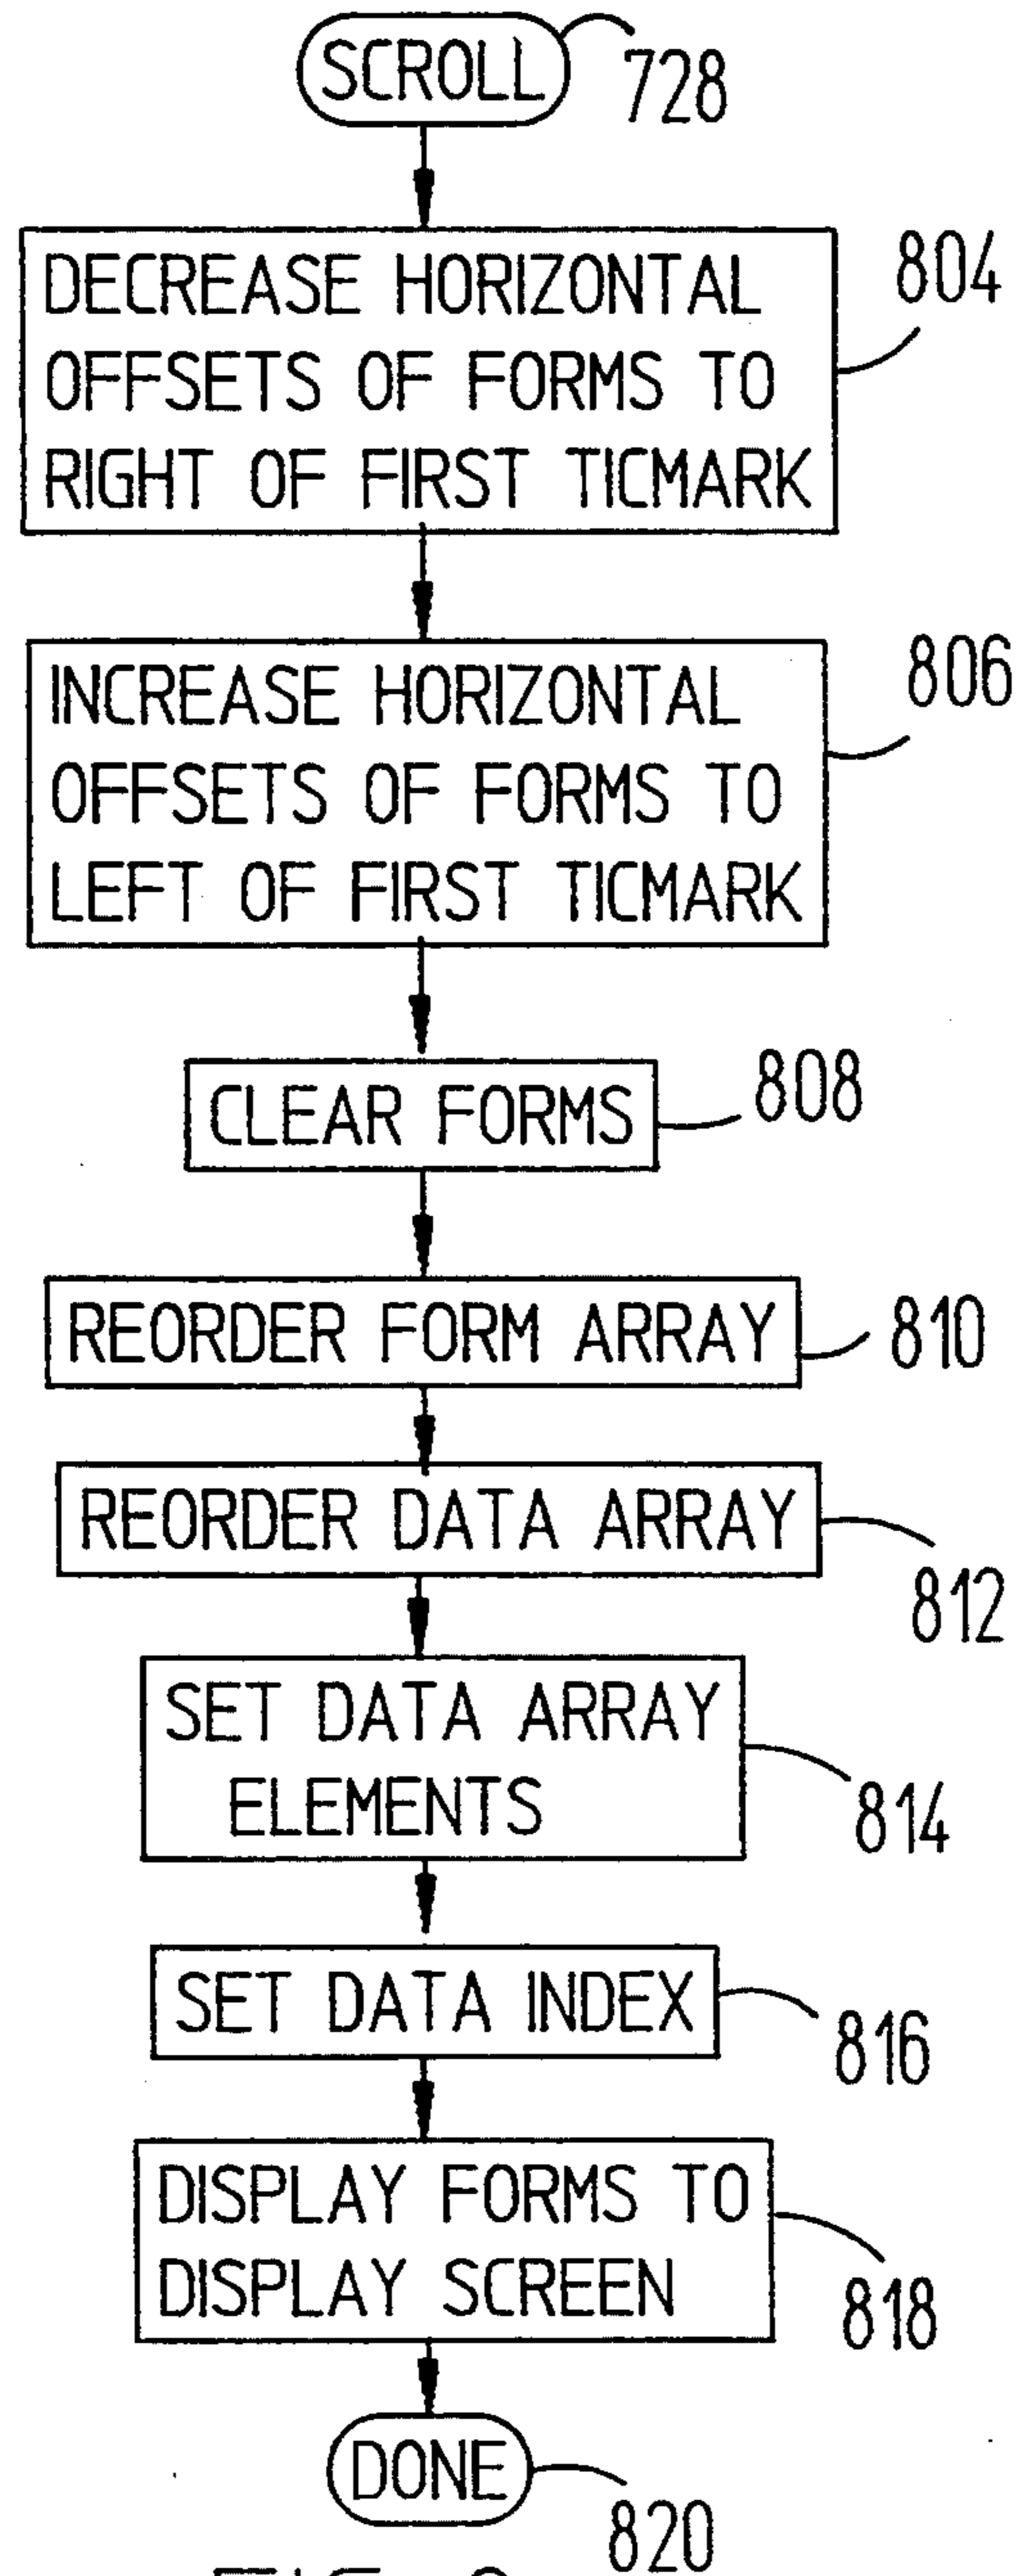 SCROLL
728
DECREASE HORIZONTAL
OFFSETS OF FORMS TO
RIGHT OF FIRST TICMARK
804
INCREASE HORIZONTAL
OFFSETS OF FORMS TO
LEFT OF FIRST TICMARK
806
CLEAR FORMS
808
REORDER FORM ARRAY
810
REORDER DATA ARRAY
812
SET DATA ARRAY
ELEMENTS
814
SET DATA INDEX
816
DISPLAY FORMS TO
DISPLAY SCREEN
818
DONE
820